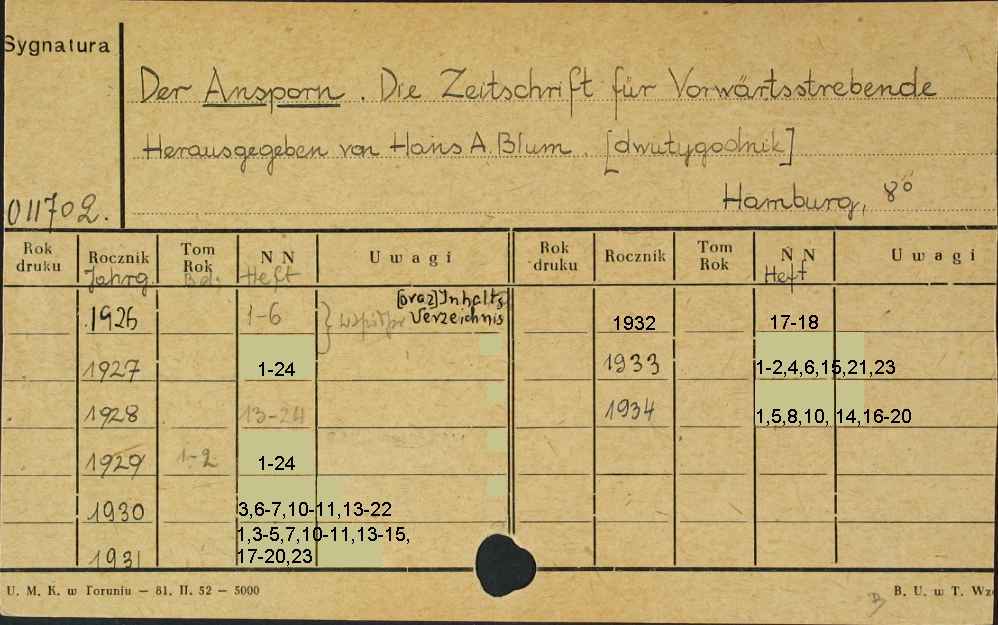 Sygnatura
Der Ansporn. Die Zeitschrift für Vorwärtsstrebende
Herausgegeben von Hans A. Blum. [dwutygodnik]
011702.
Hamburg, 8°
Rok druku Rocznik Tom Rok N N Uwagi Rok druku Rocznik Tom Rok N N Uwagi
Jahrg. Bd. Heft Heft
1926 1-6 } [oraz] Inhalts Verzeichnis
1932 17-18
1927 1-24
1933 1-2,4,6,15,21,23
1928 13-24
1934 1,5,8,10, 14,16-20
1929 1-2 1-24
1930 3,6-7,10-11,13-22
1931 1,3-5,7,10-11,13-15,
17-20,23
U. M. K. w Toruniu – 81. II. 52 – 5000
B. U. w T. Wz